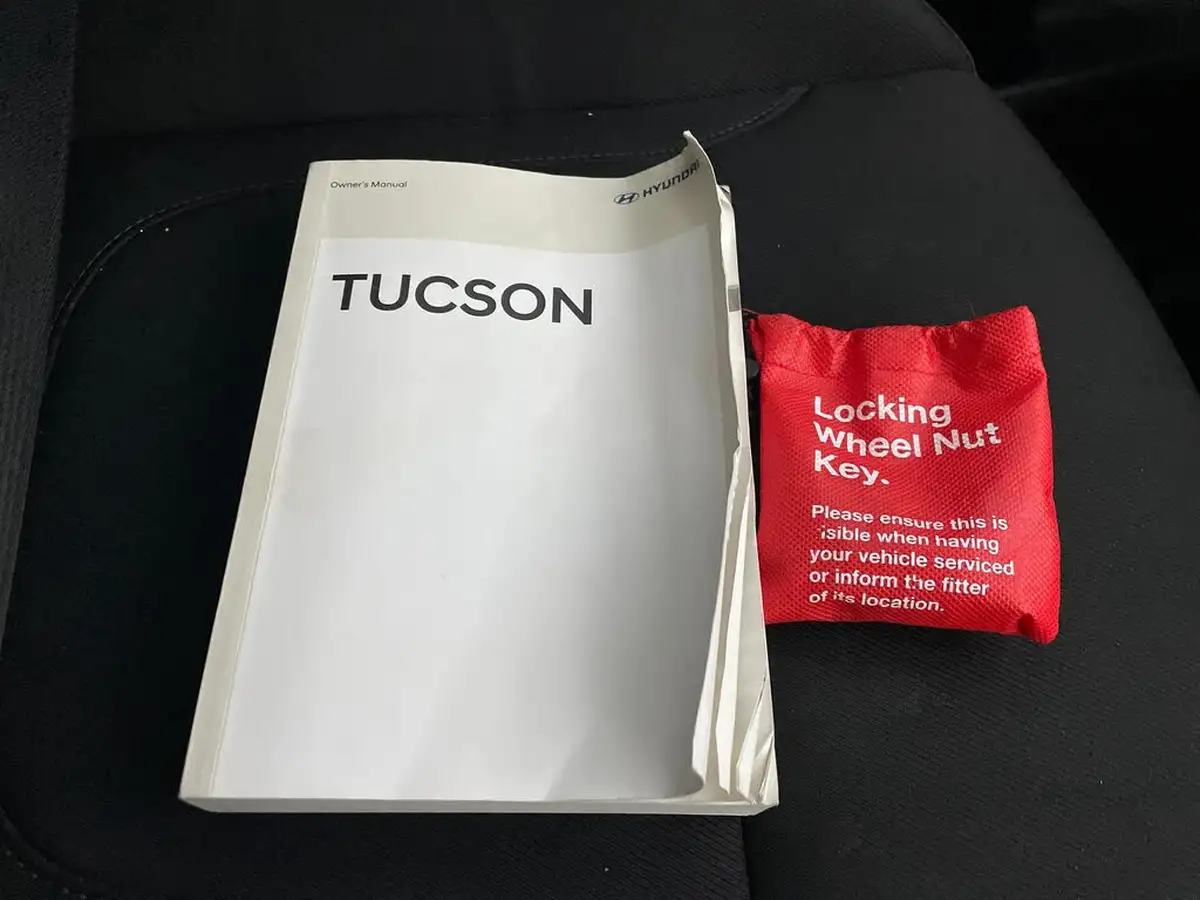 Owner's Manual
HYUNDAI
TUCSON
Locking
Wheel Nut
Key.
Please ensure this is
isible when having
your vehicle serviced
or inform the fitter
of its location.